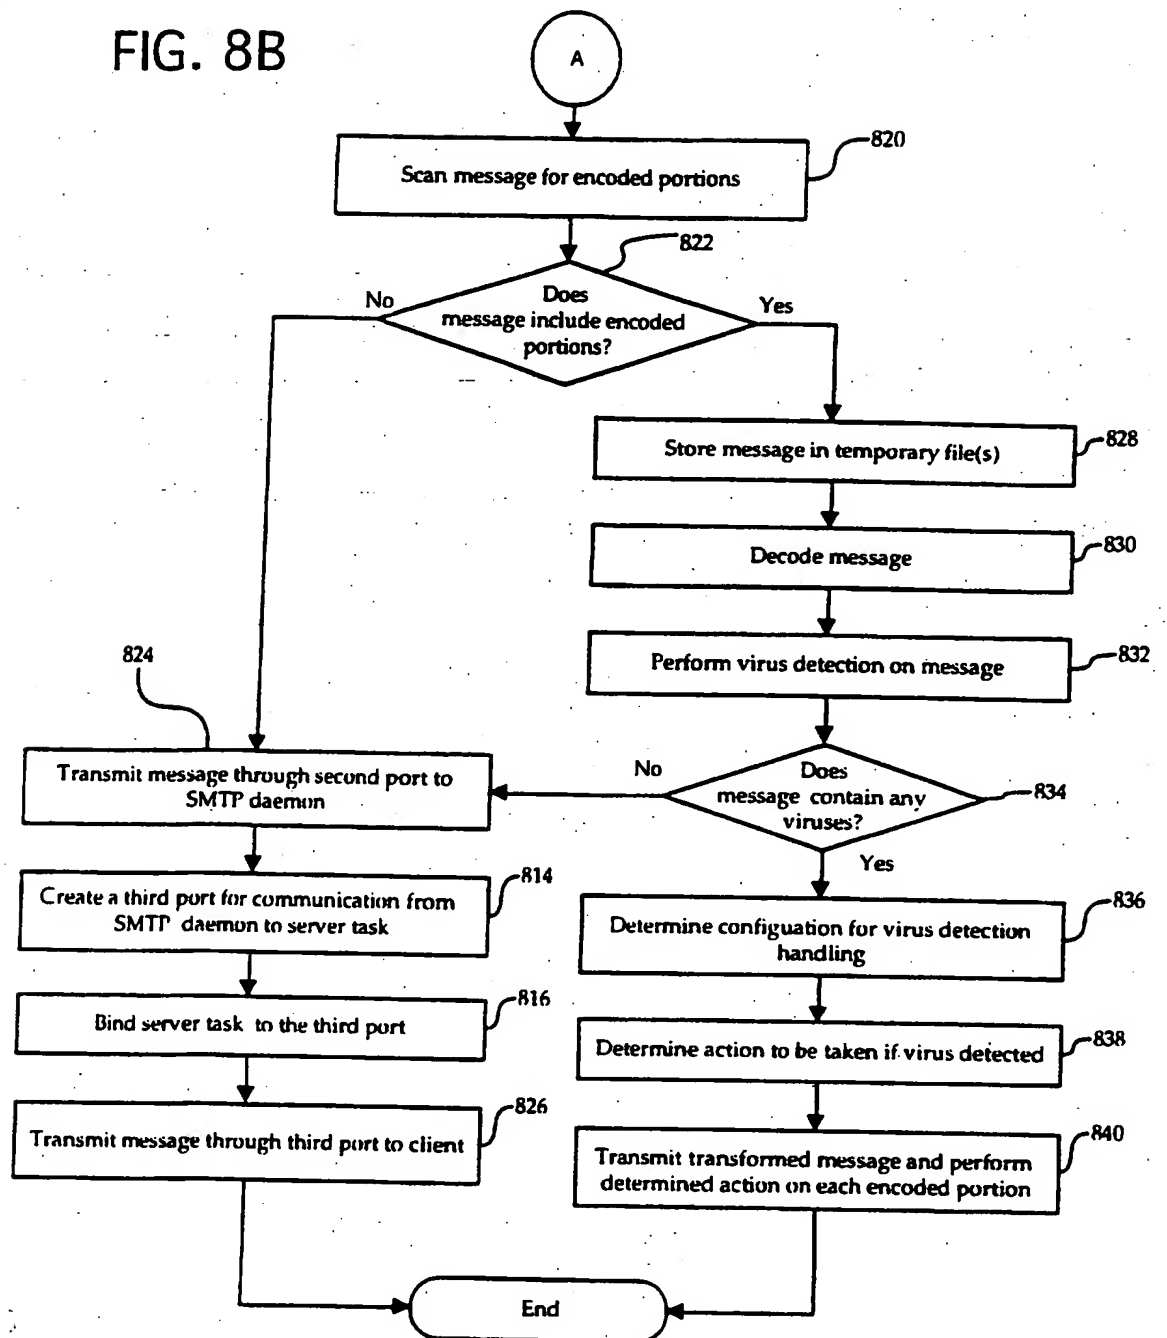 FIG. 8B
A
820
Scan message for encoded portions
822
No
Does
message include encoded
portions?
Yes
828
Store message in temporary file(s)
830
Decode message
832
Perform virus detection on message
824
Transmit message through second port to
SMTP daemon
No
Does
message contain any
viruses?
834
Yes
814
Create a third port for communication from
SMTP daemon to server task
836
Determine configuation for virus detection
handling
816
Bind server task to the third port
838
Determine action to be taken if virus detected
826
Transmit message through third port to client
840
Transmit transformed message and perform
determined action on each encoded portion
End